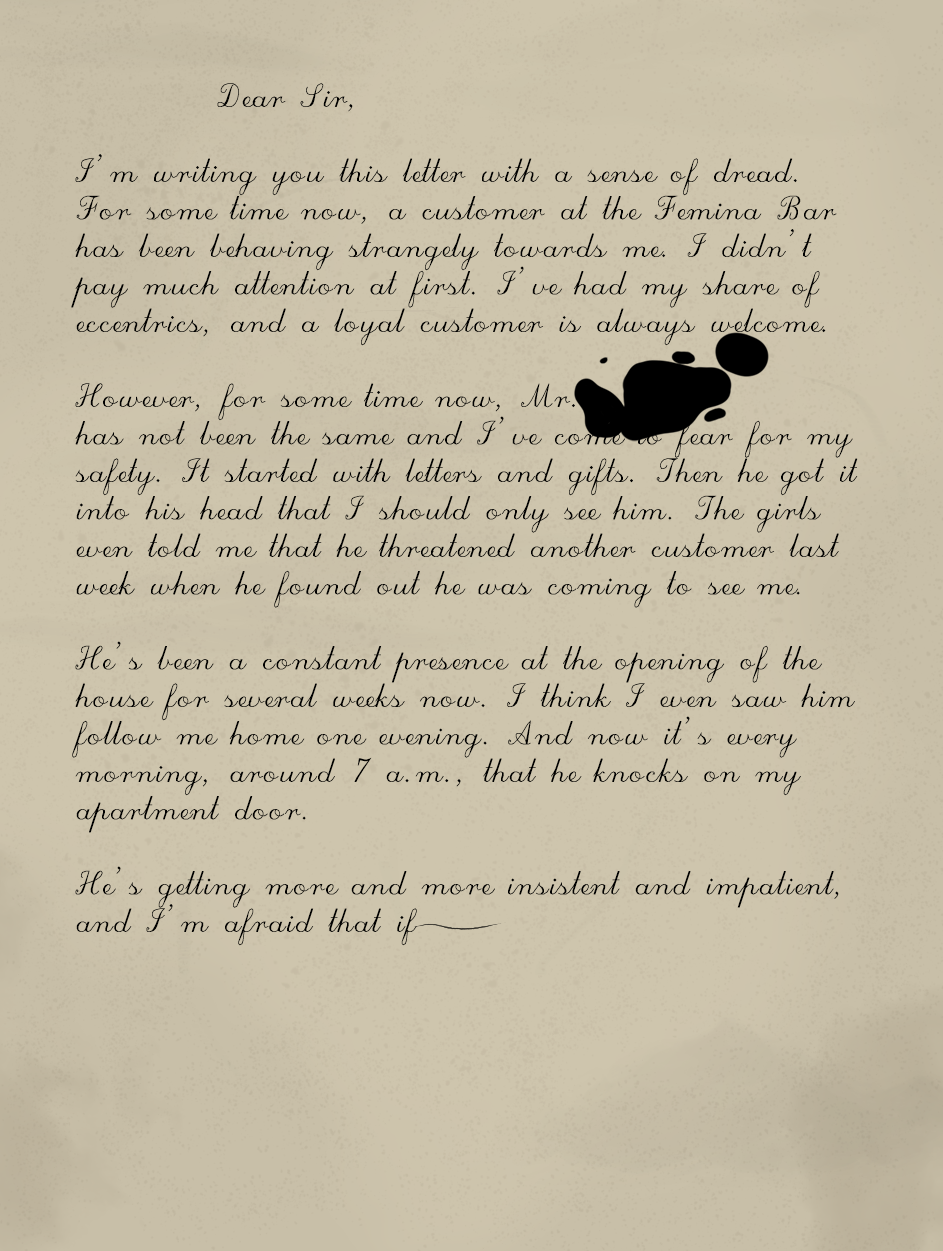 Dear Sir,
I'm writing you this letter with a sense of dread.
For some time now, a customer at the Femina Bar
has been behaving strangely towards me. I didn't
pay much attention at first. I've had my share of
eccentrics, and a loyal customer is always welcome.
However, for some time now, Mr.
has not been the same and I've come to fear for my
safety. It started with letters and gifts. Then he got it
into his head that I should only see him. The girls
even told me that he threatened another customer last
week when he found out he was coming to see me.
He's been a constant presence at the opening of the
house for several weeks now. I think I even saw him
follow me home one evening. And now it's every
morning, around 7 a.m., that he knocks on my
apartment door.
He's getting more and more insistent and impatient,
and I'm afraid that if